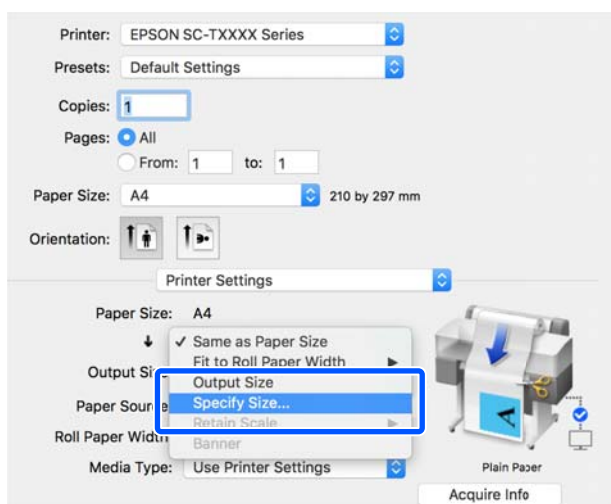 Printer: EPSON SC-TXXXX Series
Presets: Default Settings
Copies: 1
Pages: All
From: 1 to: 1
Paper Size: A4 210 by 297 mm
Orientation:
Printer Settings
Paper Size: A4
✓ Same as Paper Size
Fit to Roll Paper Width
Output Size
Output Size
Specify Size...
Paper Source
Retain Scale
Roll Paper Width
Banner
Media Type: Use Printer Settings
Plain Paper
Acquire Info